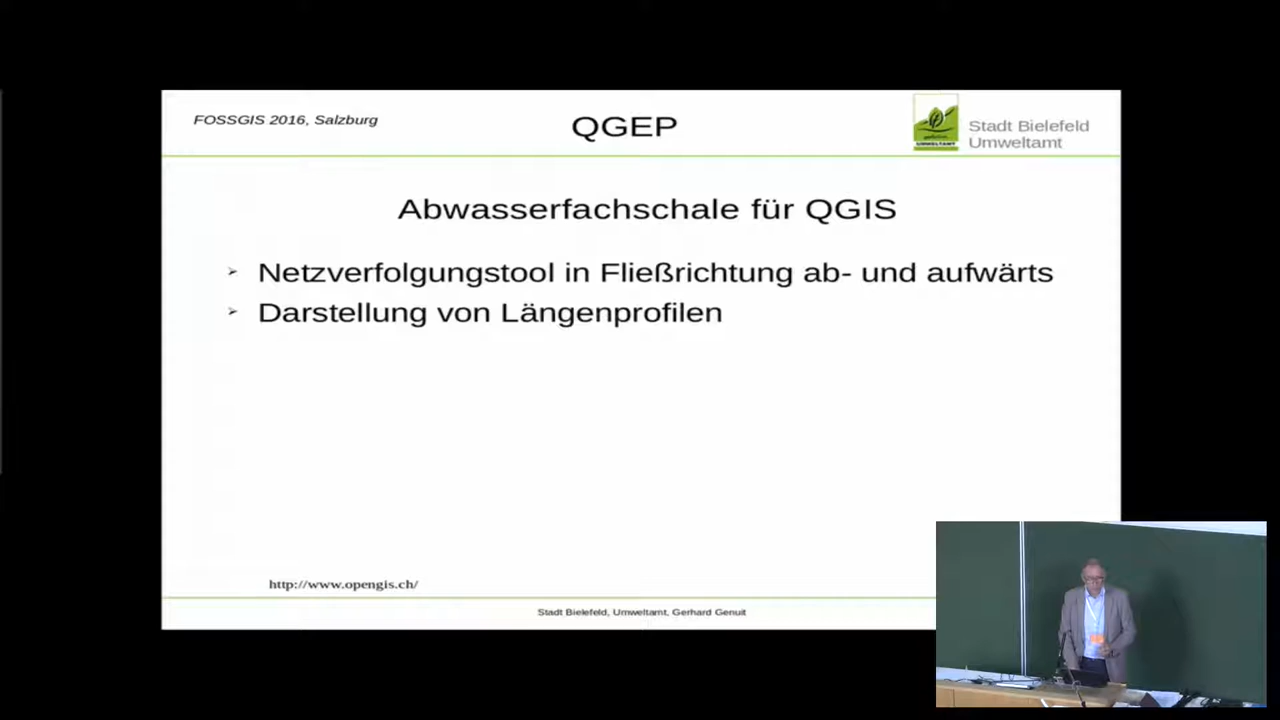 FOSSGIS 2016, Salzburg
QGEP
UMWELTAMT
Stadt Bielefeld
Umweltamt
Abwasserfachschale für QGIS
Netzverfolgungstool in Fließrichtung ab- und aufwärts
Darstellung von Längenprofilen
http://www.opengis.ch/
Stadt Bielefeld, Umweltamt, Gerhard Genuit